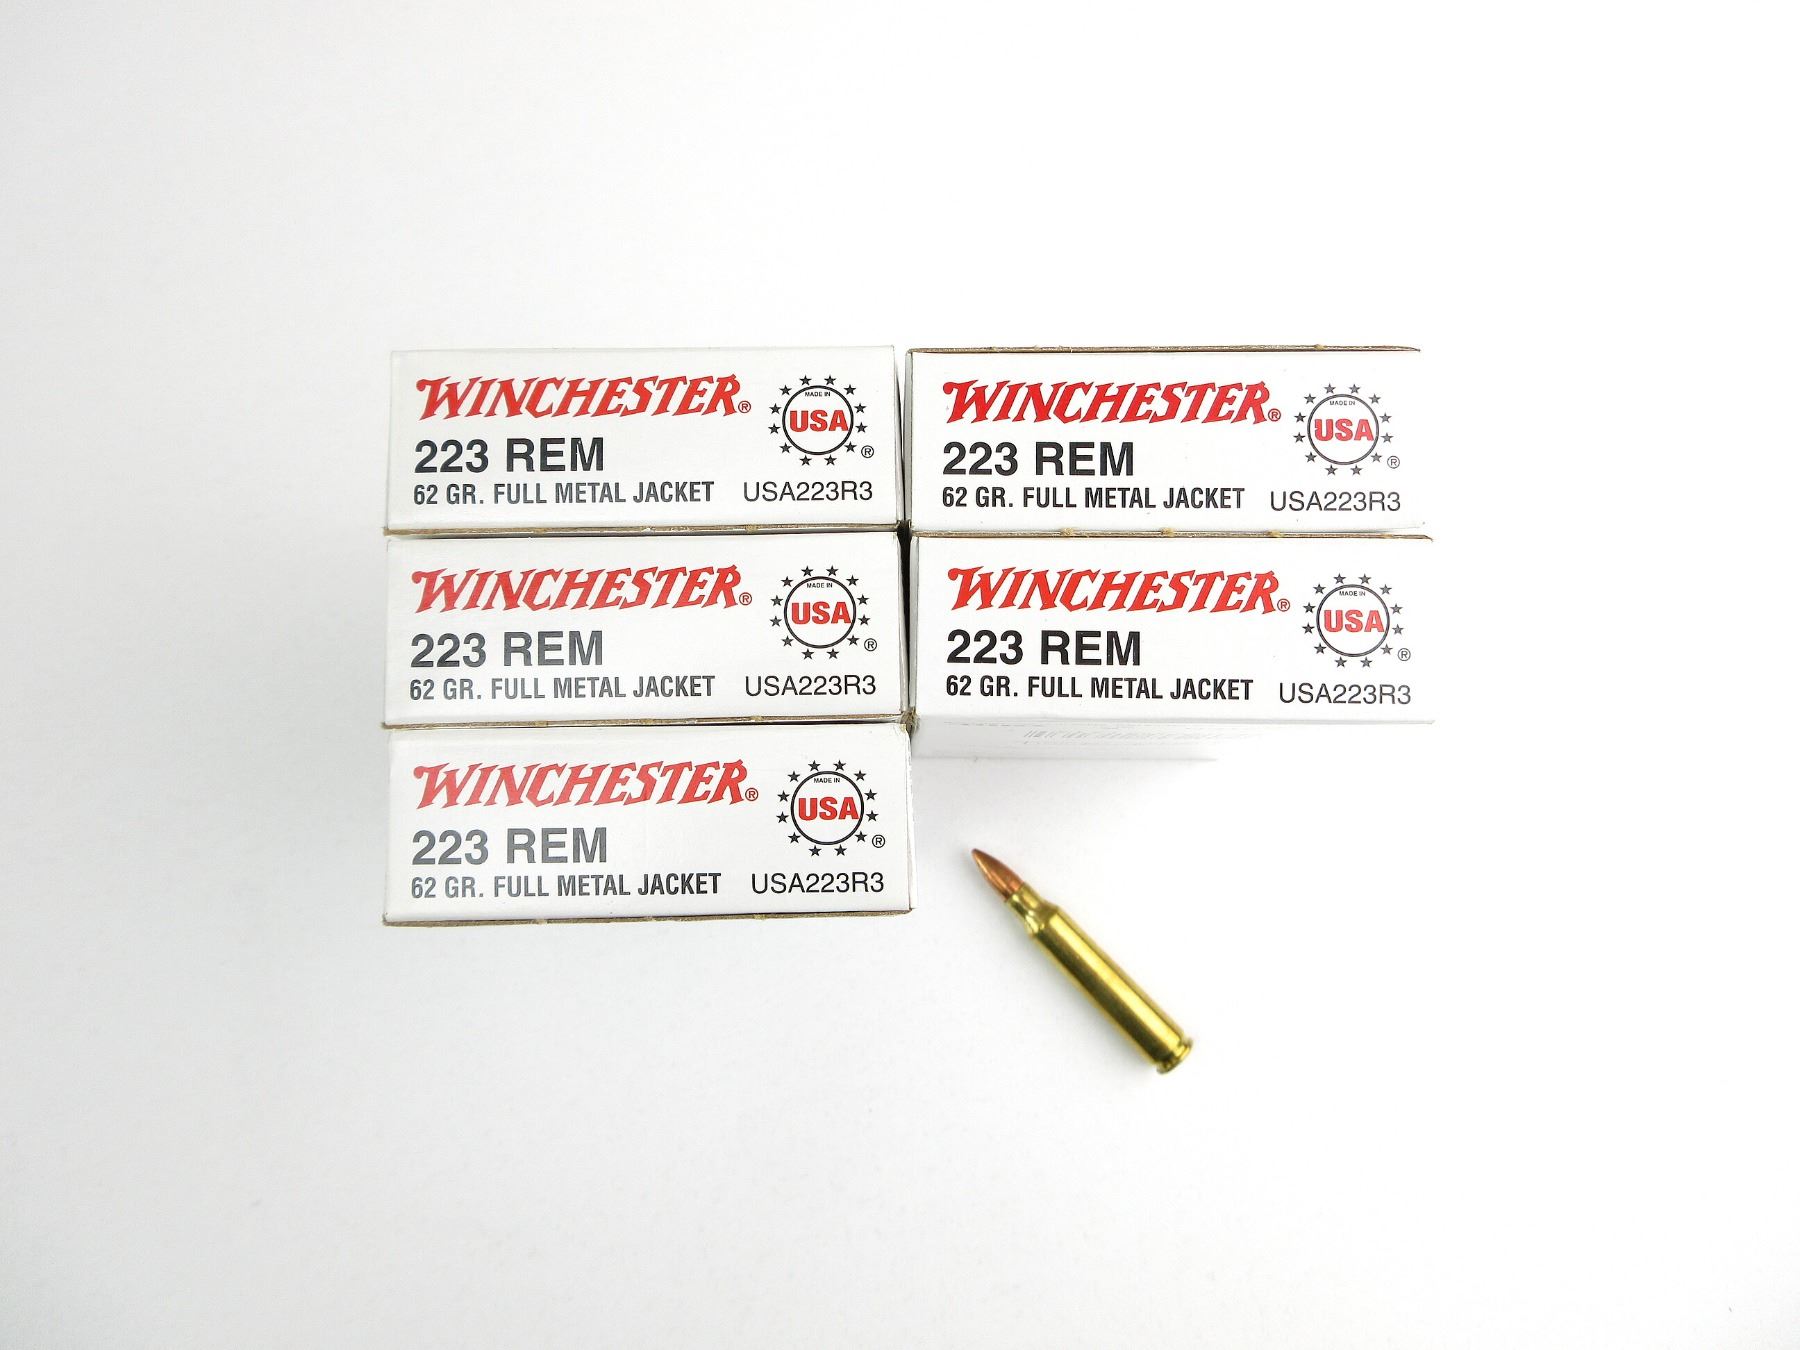 WINCHESTER®
MADE IN
USA
®
223 REM
62 GR. FULL METAL JACKET USA223R3
WINCHESTER®
MADE IN
USA
®
223 REM
62 GR. FULL METAL JACKET USA223R3
WINCHESTER®
MADE IN
USA
®
223 REM
62 GR. FULL METAL JACKET USA223R3
WINCHESTER®
MADE IN
USA
®
223 REM
62 GR. FULL METAL JACKET USA223R3
WINCHESTER®
MADE IN
USA
®
223 REM
62 GR. FULL METAL JACKET USA223R3